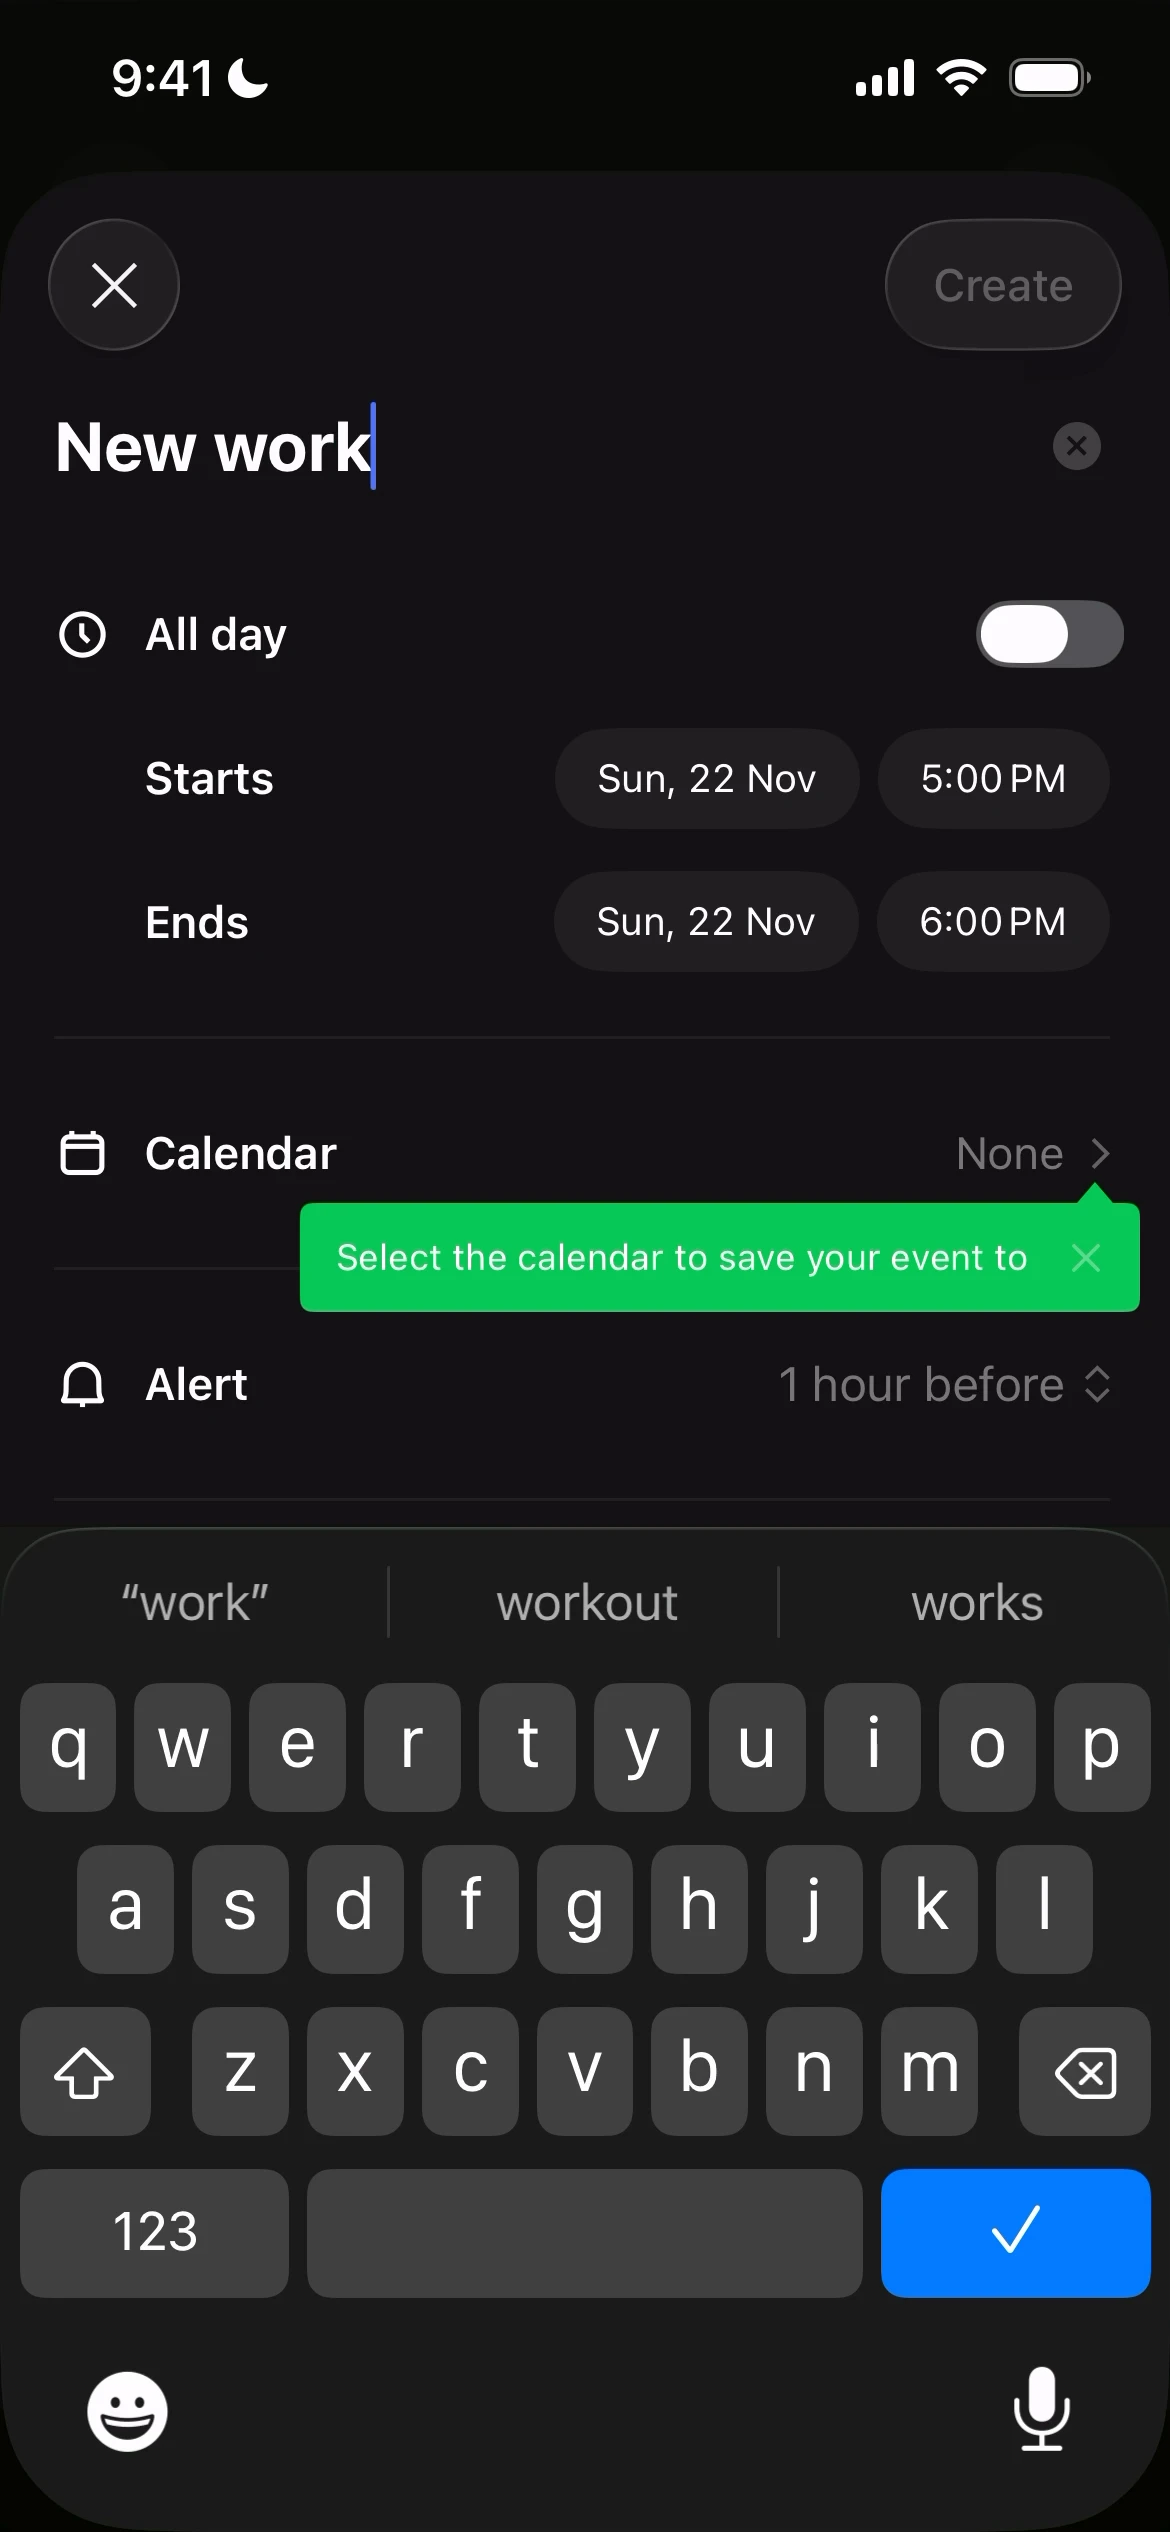 9:41
Create
New work
All day
Starts Sun, 22 Nov 5:00 PM
Ends Sun, 22 Nov 6:00 PM
Calendar None
Select the calendar to save your event to
Alert 1 hour before
“work” workout works
q w e r t y u i o p
a s d f g h j k l
z x c v b n m
123